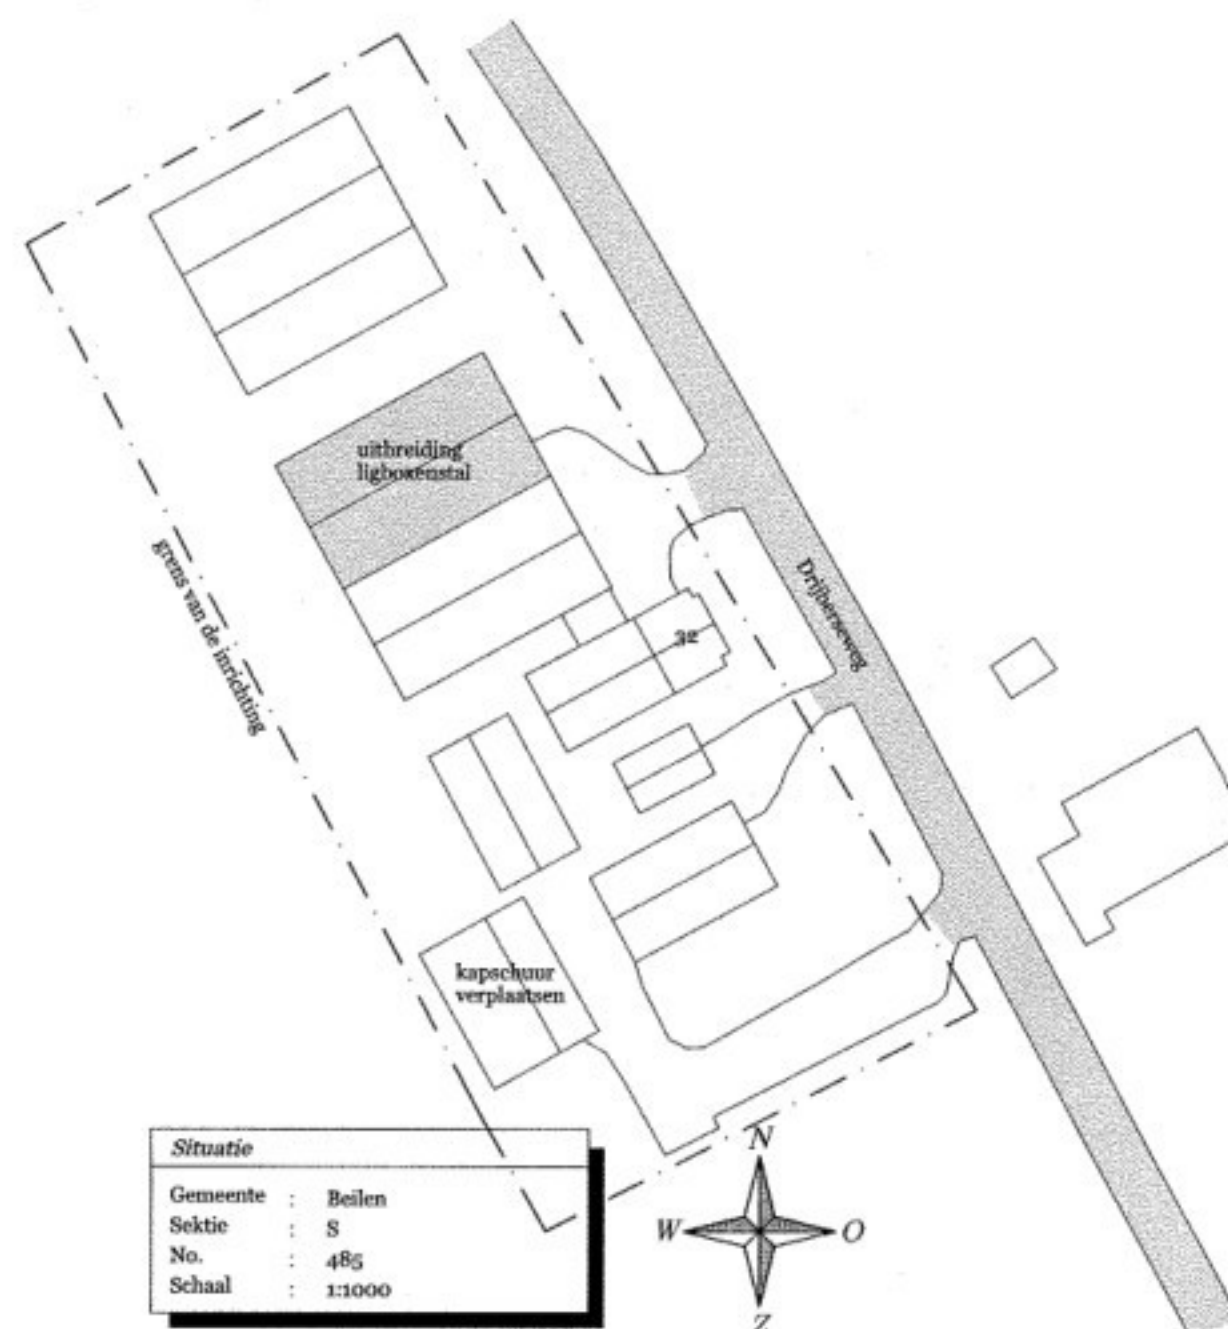 uitbreiding
ligboxenstal
grens van de inrichting
32
Drijberseweg
kapschuur
verplaatsen
Situatie
Gemeente : Beilen
Sektie : S
No. : 485
Schaal : 1:1000
N
W O
Z